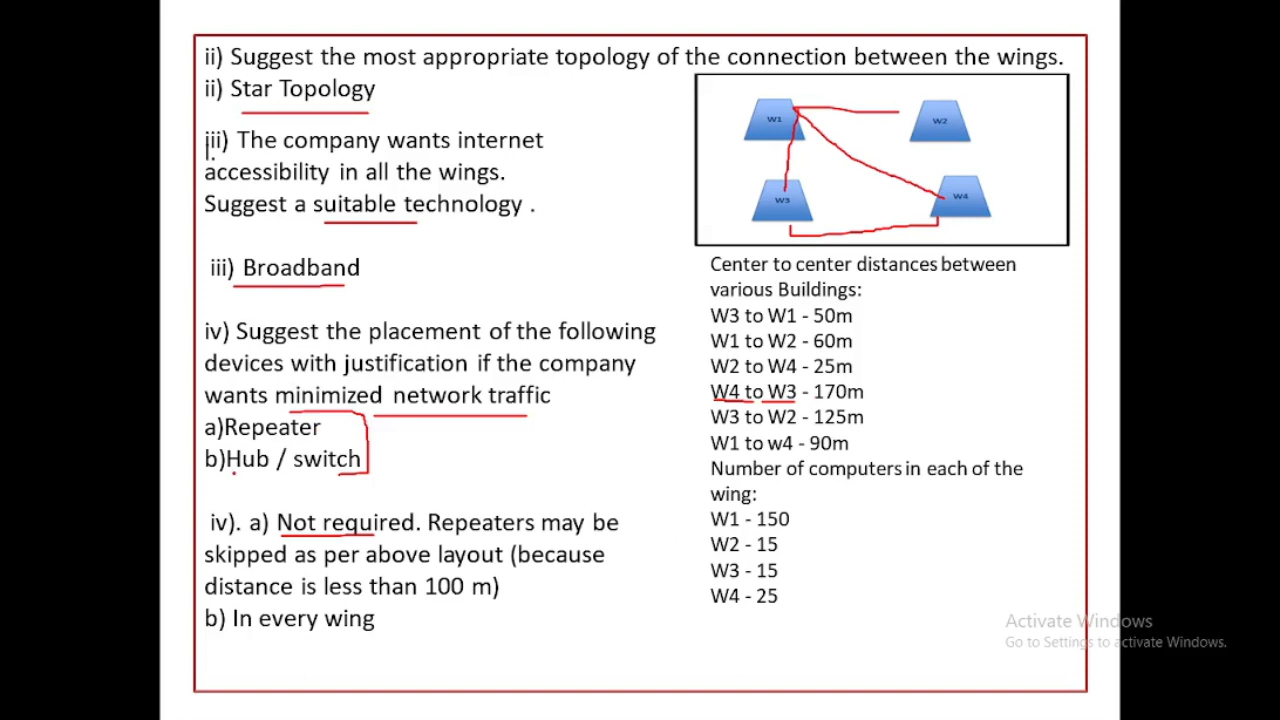 ii) Suggest the most appropriate topology of the connection between the wings.
ii) Star Topology
iii) The company wants internet
accessibility in all the wings.
Suggest a suitable technology .
iii) Broadband
iv) Suggest the placement of the following
devices with justification if the company
wants minimized network traffic
a)Repeater
b)Hub / switch
iv). a) Not required. Repeaters may be
skipped as per above layout (because
distance is less than 100 m)
b) In every wing
W1
W2
W3
W4
Center to center distances between
various Buildings:
W3 to W1 - 50m
W1 to W2 - 60m
W2 to W4 - 25m
W4 to W3 - 170m
W3 to W2 - 125m
W1 to w4 - 90m
Number of computers in each of the
wing:
W1 - 150
W2 - 15
W3 - 15
W4 - 25
Activate Windows
Go to Settings to activate Windows.